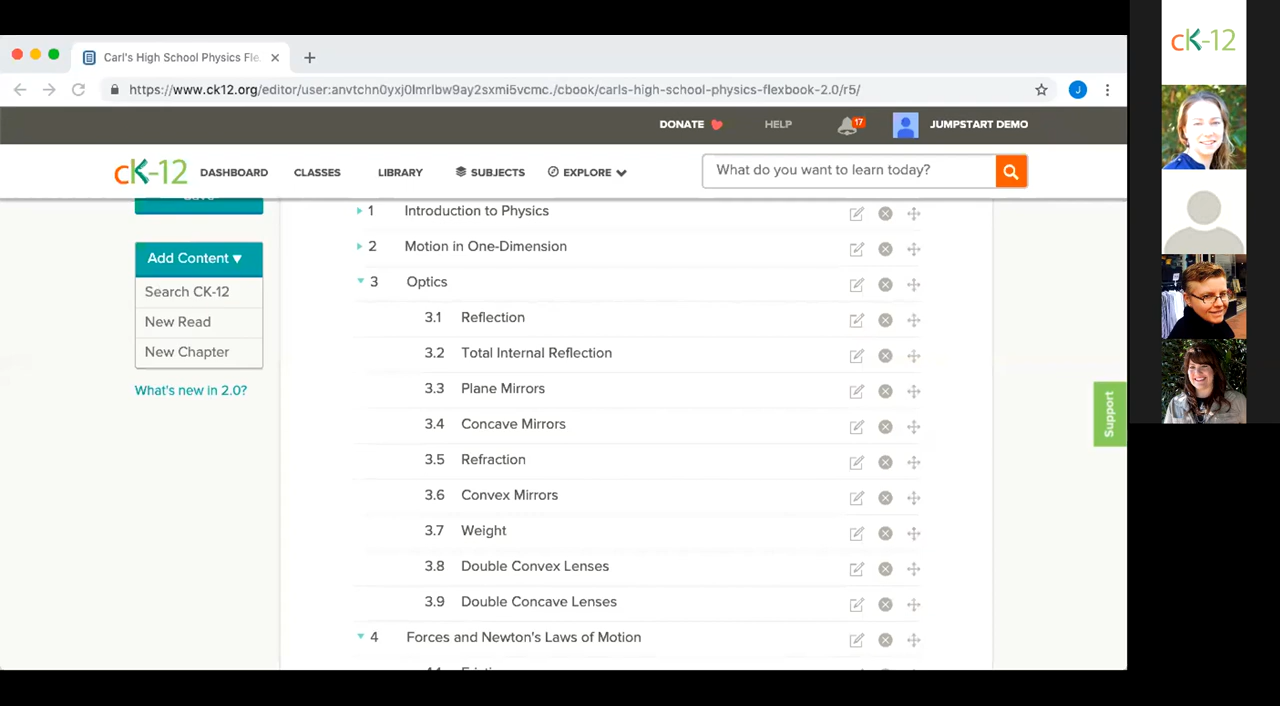 Carl's High School Physics Fle
https://www.ck12.org/editor/user:anvtchn0yxj0lmrlbw9ay2sxmi5vcmc./cbook/carls-high-school-physics-flexbook-2.0/r5/
J
DONATE HELP 17 JUMPSTART DEMO
cK-12 DASHBOARD CLASSES LIBRARY SUBJECTS EXPLORE What do you want to learn today?
Save
Add Content
Search CK-12
New Read
New Chapter
What's new in 2.0?
1 Introduction to Physics
2 Motion in One-Dimension
3 Optics
3.1 Reflection
3.2 Total Internal Reflection
3.3 Plane Mirrors
3.4 Concave Mirrors
3.5 Refraction
3.6 Convex Mirrors
3.7 Weight
3.8 Double Convex Lenses
3.9 Double Concave Lenses
4 Forces and Newton's Laws of Motion
Support
cK-12